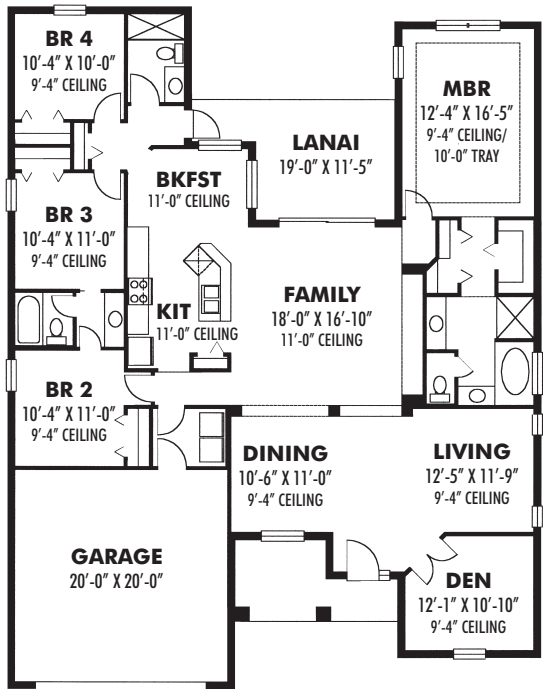 BR 4
10'-4" X 10'-0"
9'-4" CEILING
MBR
12'-4" X 16'-5"
9'-4" CEILING/
10'-0" TRAY
LANAI
19'-0" X 11'-5"
BKFST
11'-0" CEILING
BR 3
10'-4" X 11'-0"
9'-4" CEILING
FAMILY
18'-0" X 16'-10"
11'-0" CEILING
KIT
11'-0" CEILING
BR 2
10'-4" X 11'-0"
9'-4" CEILING
DINING
10'-6" X 11'-0"
9'-4" CEILING
LIVING
12'-5" X 11'-9"
9'-4" CEILING
GARAGE
20'-0" X 20'-0"
DEN
12'-1" X 10'-10"
9'-4" CEILING